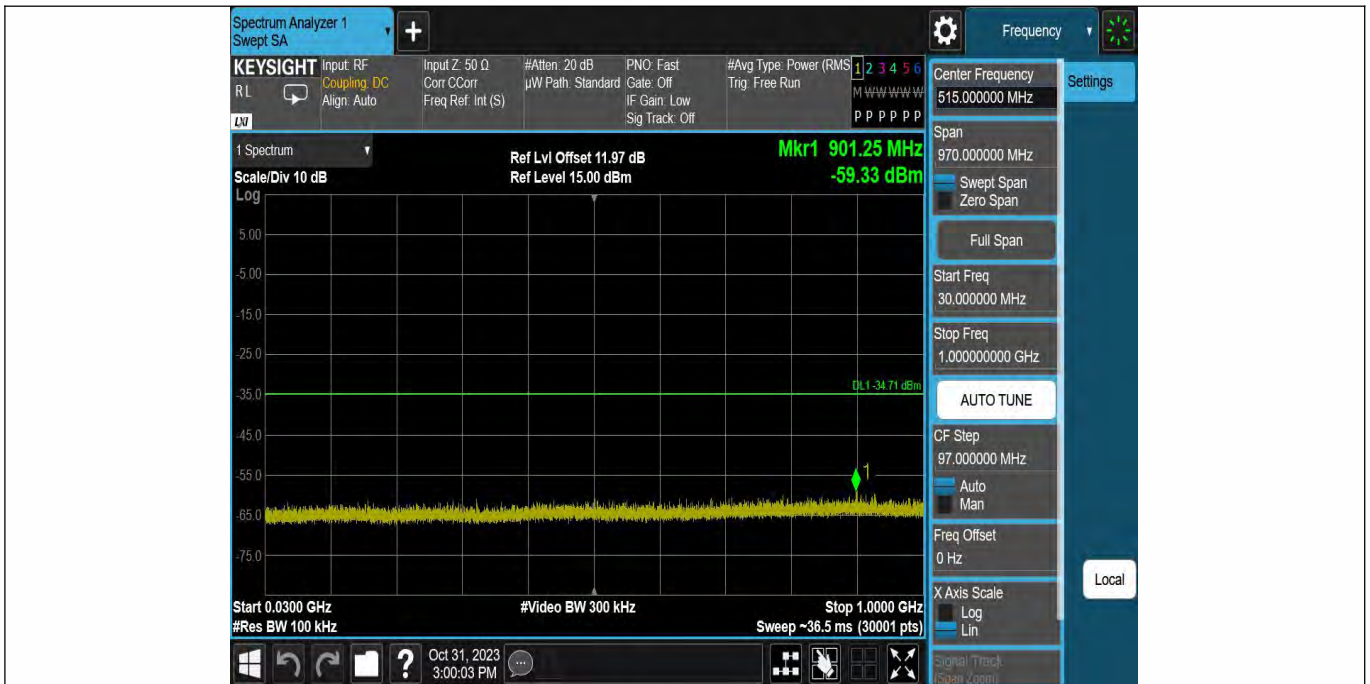 Spectrum Analyzer 1
Swept SA
+
Frequency
KEYSIGHT
RL
LXI
Input: RF
Coupling: DC
Align: Auto
Input Z: 50 Ω
Corr CCorr
Freq Ref: Int (S)
#Atten: 20 dB
µW Path: Standard
PNO: Fast
Gate: Off
IF Gain: Low
Sig Track: Off
#Avg Type: Power (RMS
Trig: Free Run
1 2 3 4 5 6
M W W W W W
P P P P P P
1 Spectrum
Scale/Div 10 dB
Log
Ref Lvl Offset 11.97 dB
Ref Level 15.00 dBm
Mkr1 901.25 MHz
-59.33 dBm
5.00
-5.00
-15.0
-25.0
DL1 -34.71 dBm
-35.0
-45.0
-55.0
1
-65.0
-75.0
Start 0.0300 GHz
#Res BW 100 kHz
#Video BW 300 kHz
Stop 1.0000 GHz
Sweep ~36.5 ms (30001 pts)
?
Oct 31, 2023
3:00:03 PM
Center Frequency
515.000000 MHz
Span
970.000000 MHz
Swept Span
Zero Span
Full Span
Start Freq
30.000000 MHz
Stop Freq
1.000000000 GHz
AUTO TUNE
CF Step
97.000000 MHz
Auto
Man
Freq Offset
0 Hz
X Axis Scale
Log
Lin
Signal Track
(Span Zoom)
Settings
Local